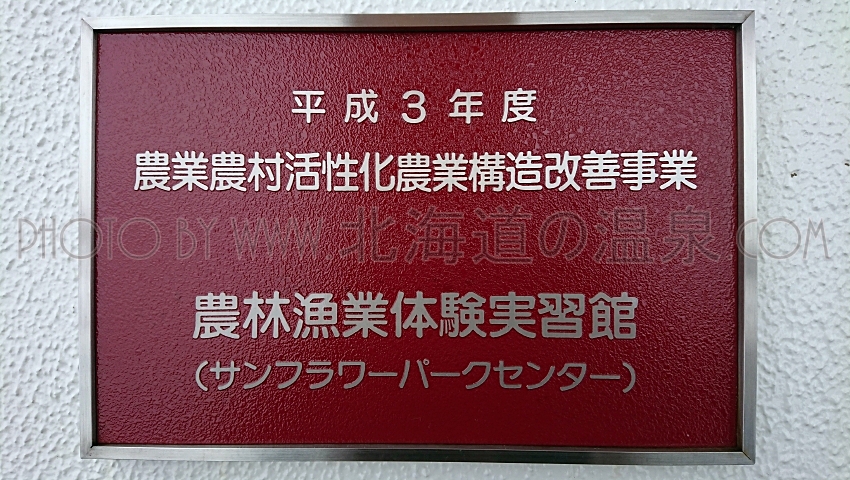 平成3年度
農業農村活性化農業構造改善事業
PHOTO BY WWW.北海道の温泉.COM
農林漁業体験実習館
(サンフラワーパークセンター)